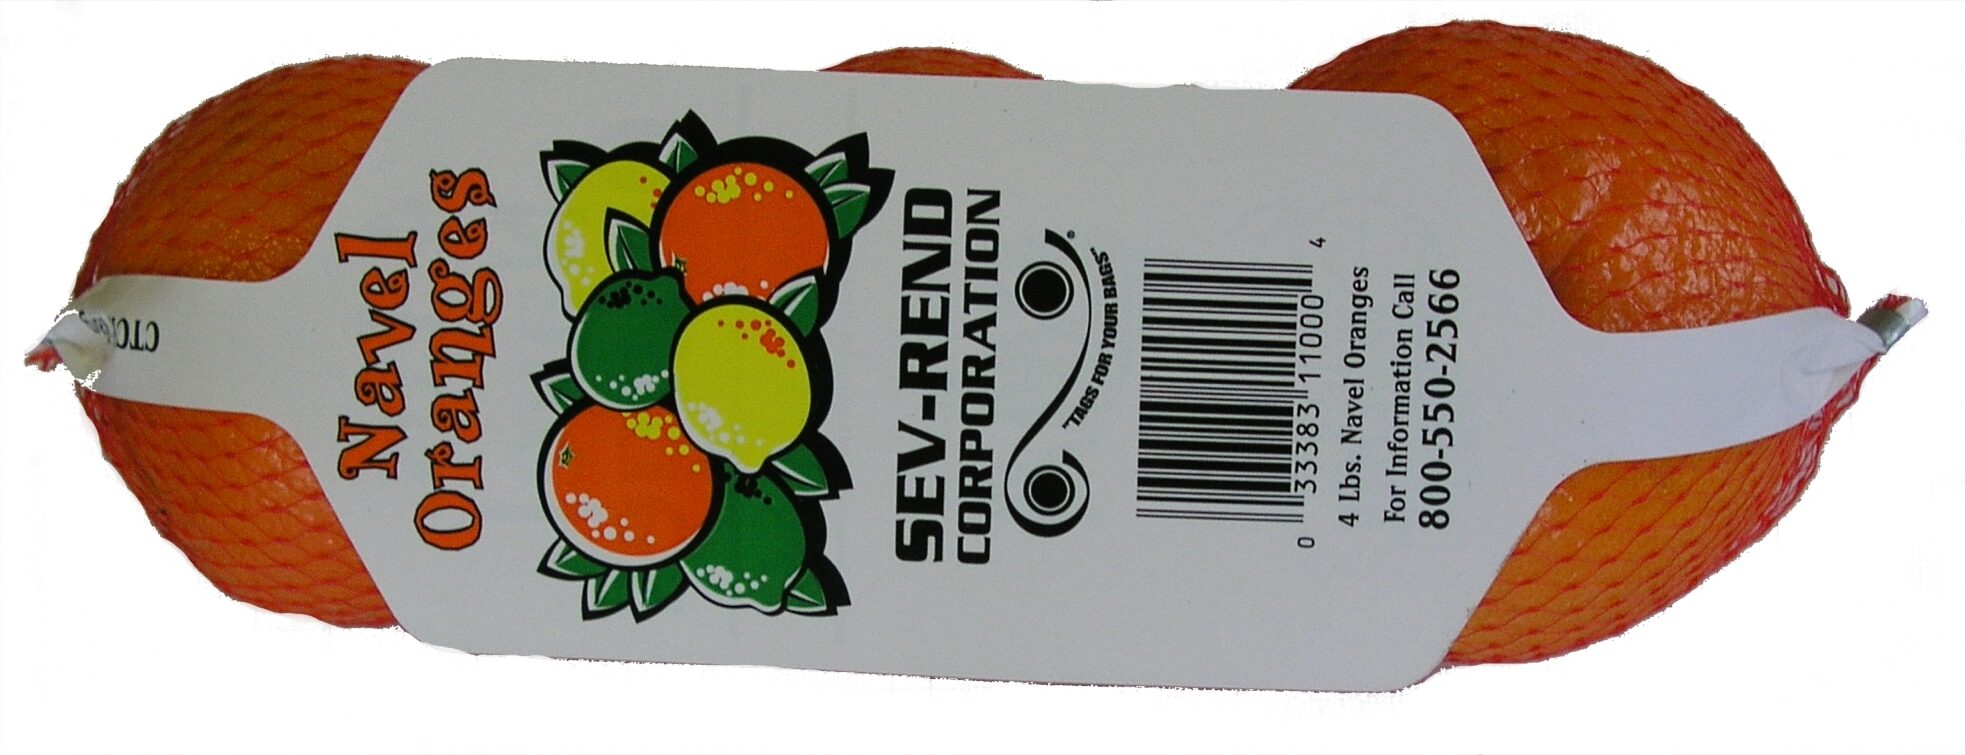 Navel
Oranges
SEV-REND
CORPORATION
®
"TAGS FOR YOUR BAGS"
0 33383 11000 4
4 Lbs. Navel Oranges
For Information Call
800-550-2566